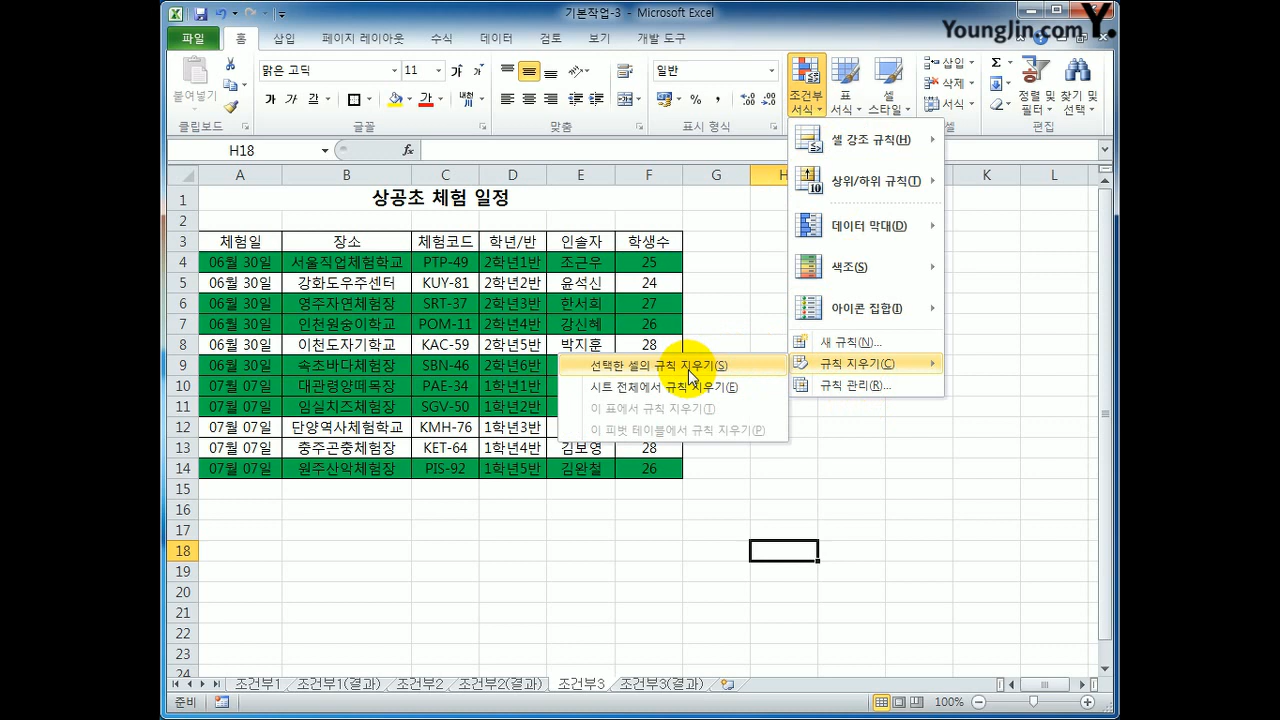 기본작업-3 - Microsoft Excel
YoungJin.com Y.
파일 홈 삽입 페이지 레이아웃 수식 데이터 검토 보기 개발 도구
붙여넣기
클립보드
맑은 고딕 11 가 가
가 가 가 가 내천
글꼴
맞춤
일반
% ,
표시 형식
조건부 서식
표 서식
셀 스타일
삽입
삭제
서식
셀
Σ
정렬 및 필터
찾기 및 선택
편집
H18 fx
A B C D E F G H K L
1 상공초 체험 일정
2
3 체험일 장소 체험코드 학년/반 인솔자 학생수
4 06월 30일 서울직업체험학교 PTP-49 2학년1반 조근우 25
5 06월 30일 강화도우주센터 KUY-81 2학년2반 윤석신 24
6 06월 30일 영주자연체험장 SRT-37 2학년3반 한서희 27
7 06월 30일 인천원숭이학교 POM-11 2학년4반 강신혜 26
8 06월 30일 이천도자기학교 KAC-59 2학년5반 박지훈 28
9 06월 30일 속초바다체험장 SBN-46 2학년6반
10 07월 07일 대관령양떼목장 PAE-34 1학년1반
11 07월 07일 임실치즈체험장 SGV-50 1학년2반
12 07월 07일 단양역사체험학교 KMH-76 1학년3반
13 07월 07일 충주곤충체험장 KET-64 1학년4반 김보영 28
14 07월 07일 원주산악체험장 PIS-92 1학년5반 김완철 26
15
16
17
18
19
20
21
22
23
24
셀 강조 규칙(H)
상위/하위 규칙(T)
데이터 막대(D)
색조(S)
아이콘 집합(I)
새 규칙(N)...
규칙 지우기(C)
규칙 관리(R)...
선택한 셀의 규칙 지우기(S)
시트 전체에서 규칙 지우기(E)
이 표에서 규칙 지우기(T)
이 피벗 테이블에서 규칙 지우기(P)
조건부1 조건부1(결과) 조건부2 조건부2(결과) 조건부3 조건부3(결과)
준비 100%